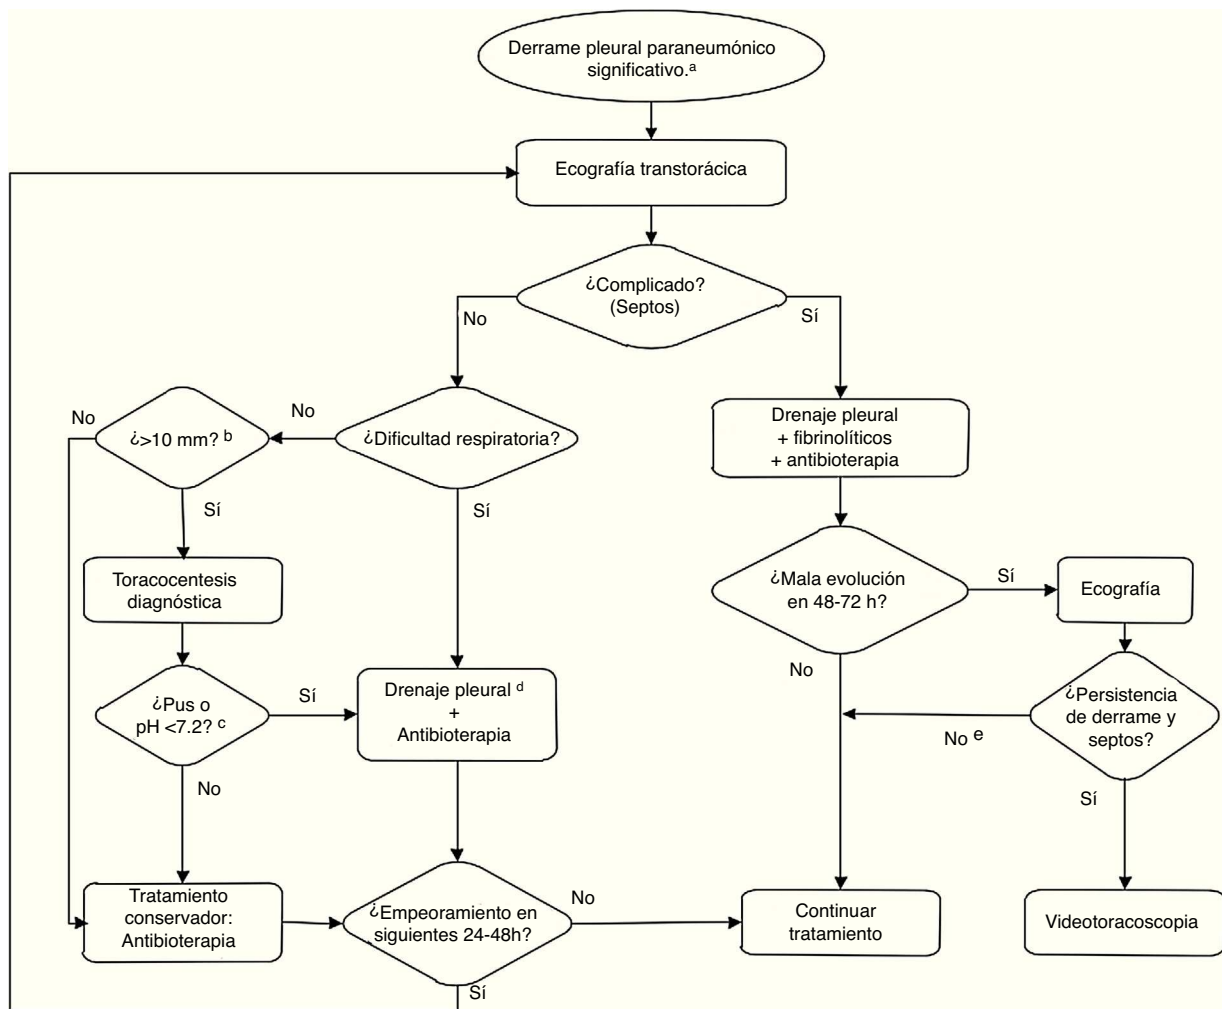 Derrame pleural paraneumónico
significativo.ª
Ecografía transtorácica
¿Complicado?
(Septos)
No
Sí
No
¿>10 mm? b
No
¿Dificultad respiratoria?
Drenaje pleural
+ fibrinolíticos
+ antibioterapia
Sí
Sí
Toracocentesis
diagnóstica
¿Mala evolución
en 48-72 h?
Sí
Ecografía
No
¿Pus o
pH <7.2? c
Sí
Drenaje pleural d
+
Antibioterapia
¿Persistencia
de derrame y
septos?
No e
No
Sí
Tratamiento
conservador:
Antibioterapia
¿Empeoramiento en
siguientes 24-48h?
No
Continuar
tratamiento
Videotoracoscopia
Sí